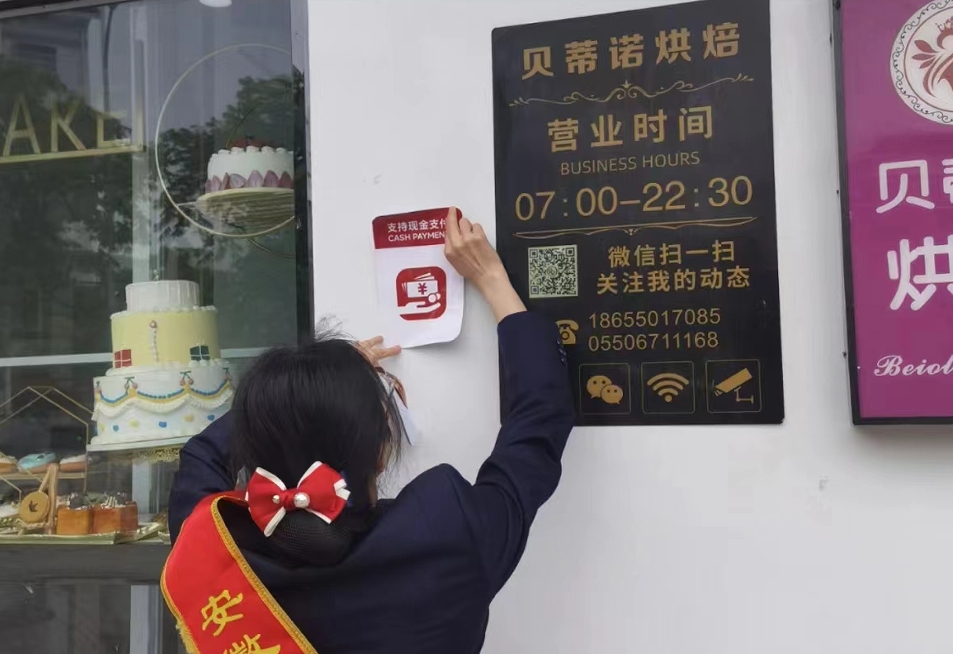 AKE
支持现金支付
CASH PAYMEN
贝蒂诺烘焙
营业时间
BUSINESS HOURS
07:00-22:30
微信扫一扫
关注我的动态
18655017085
05506711168
贝蒂
烘
Beiol
安徽